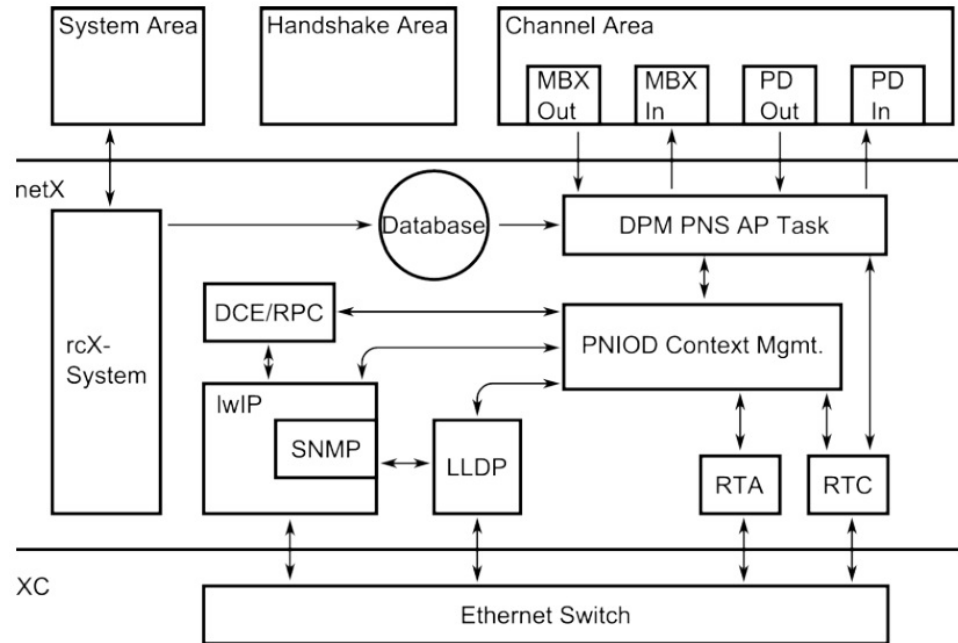 System Area
Handshake Area
Channel Area
MBX
Out
MBX
In
PD
Out
PD
In
netX
Database
DPM PNS AP Task
DCE/RPC
PNIOD Context Mgmt.
rcX-
System
lwIP
SNMP
LLDP
RTA
RTC
XC
Ethernet Switch